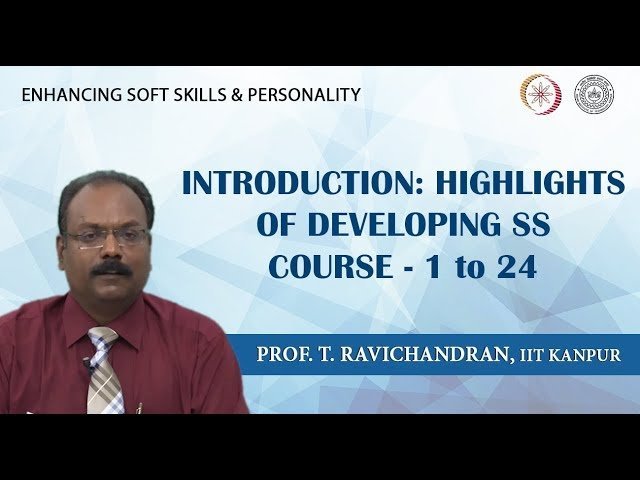 ENHANCING SOFT SKILLS & PERSONALITY
INTRODUCTION: HIGHLIGHTS
OF DEVELOPING SS
COURSE - 1 to 24
PROF. T. RAVICHANDRAN, IIT KANPUR